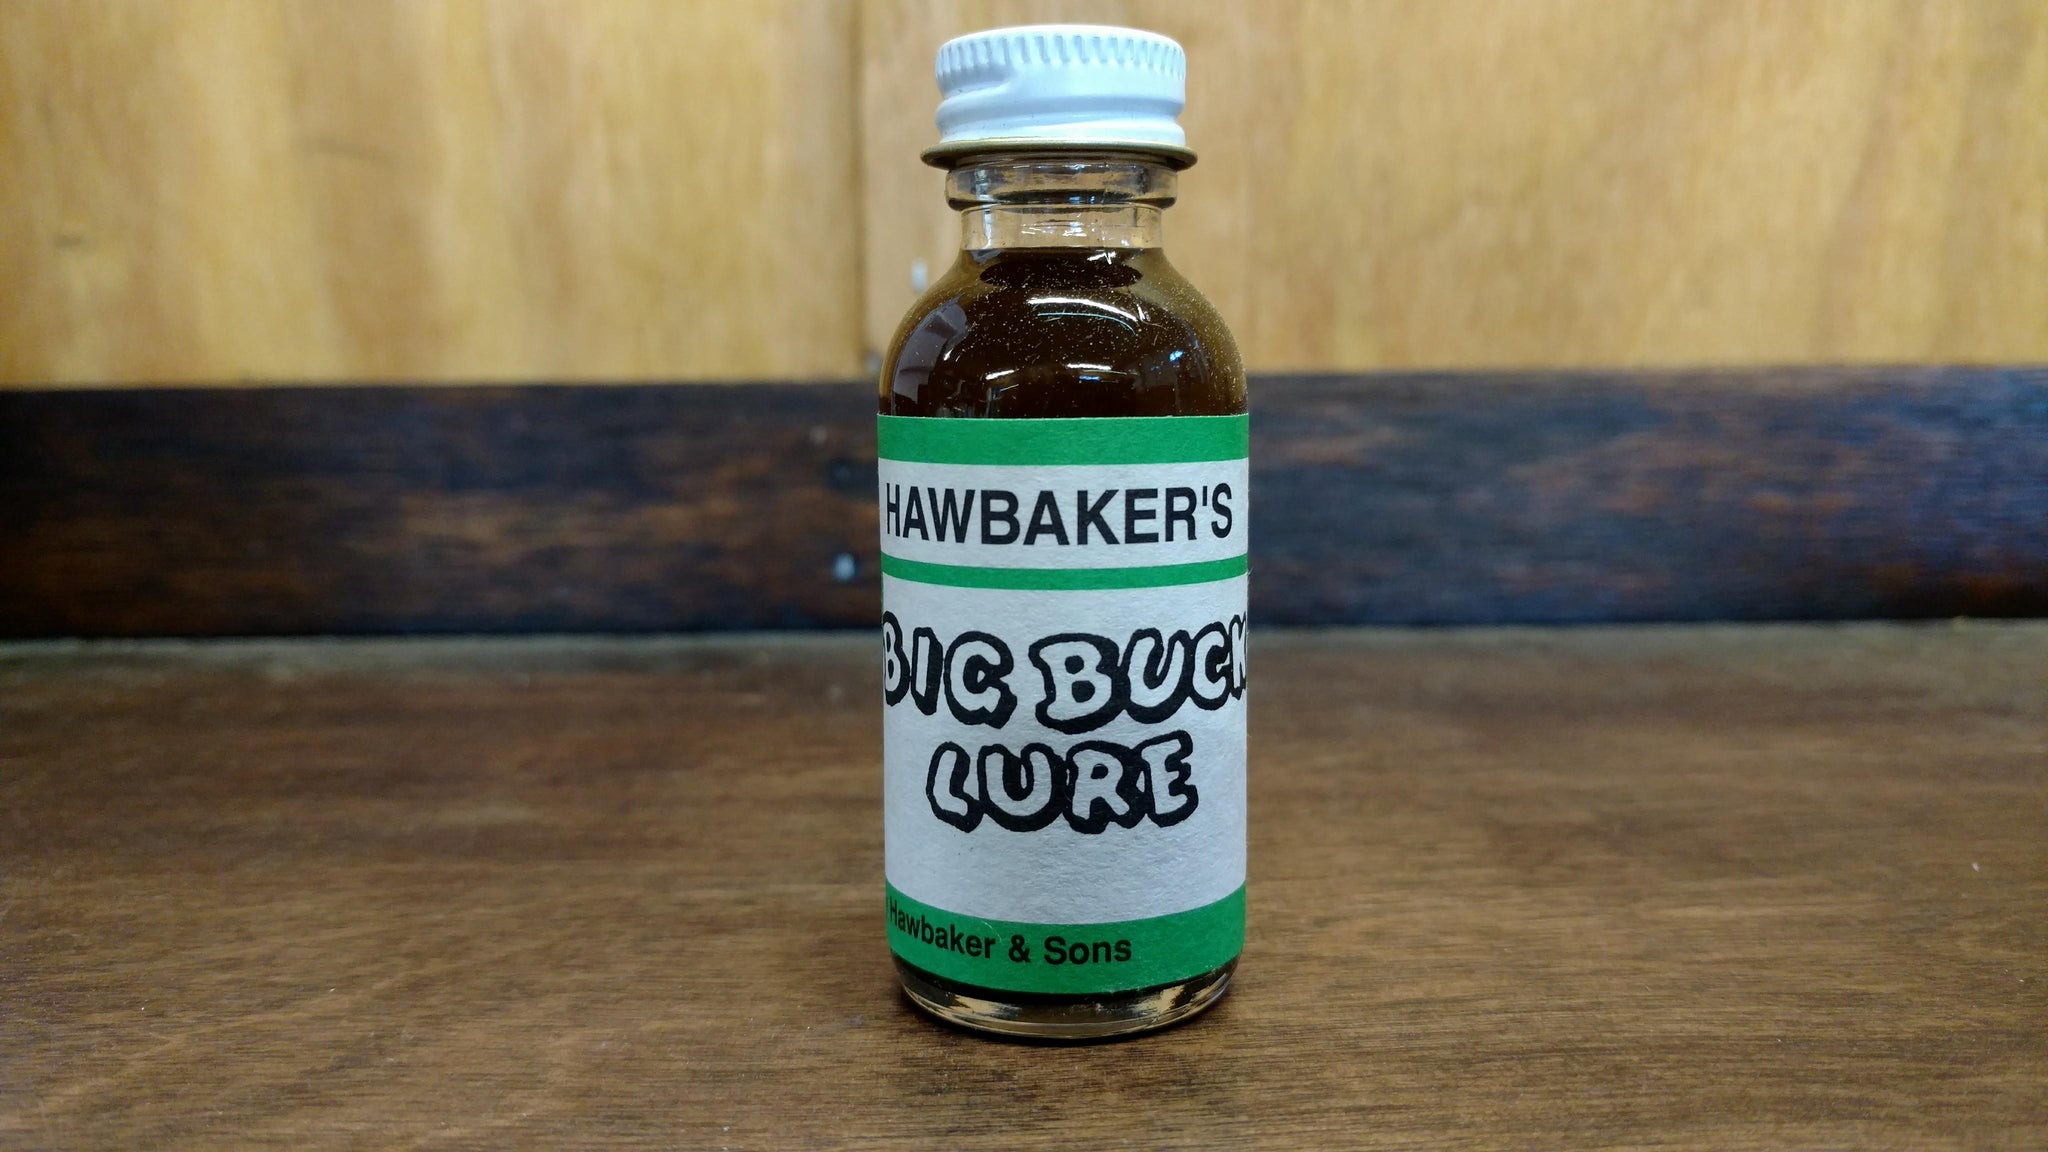 HAWBAKER'S
BIG BUCK
LURE
Hawbaker & Sons